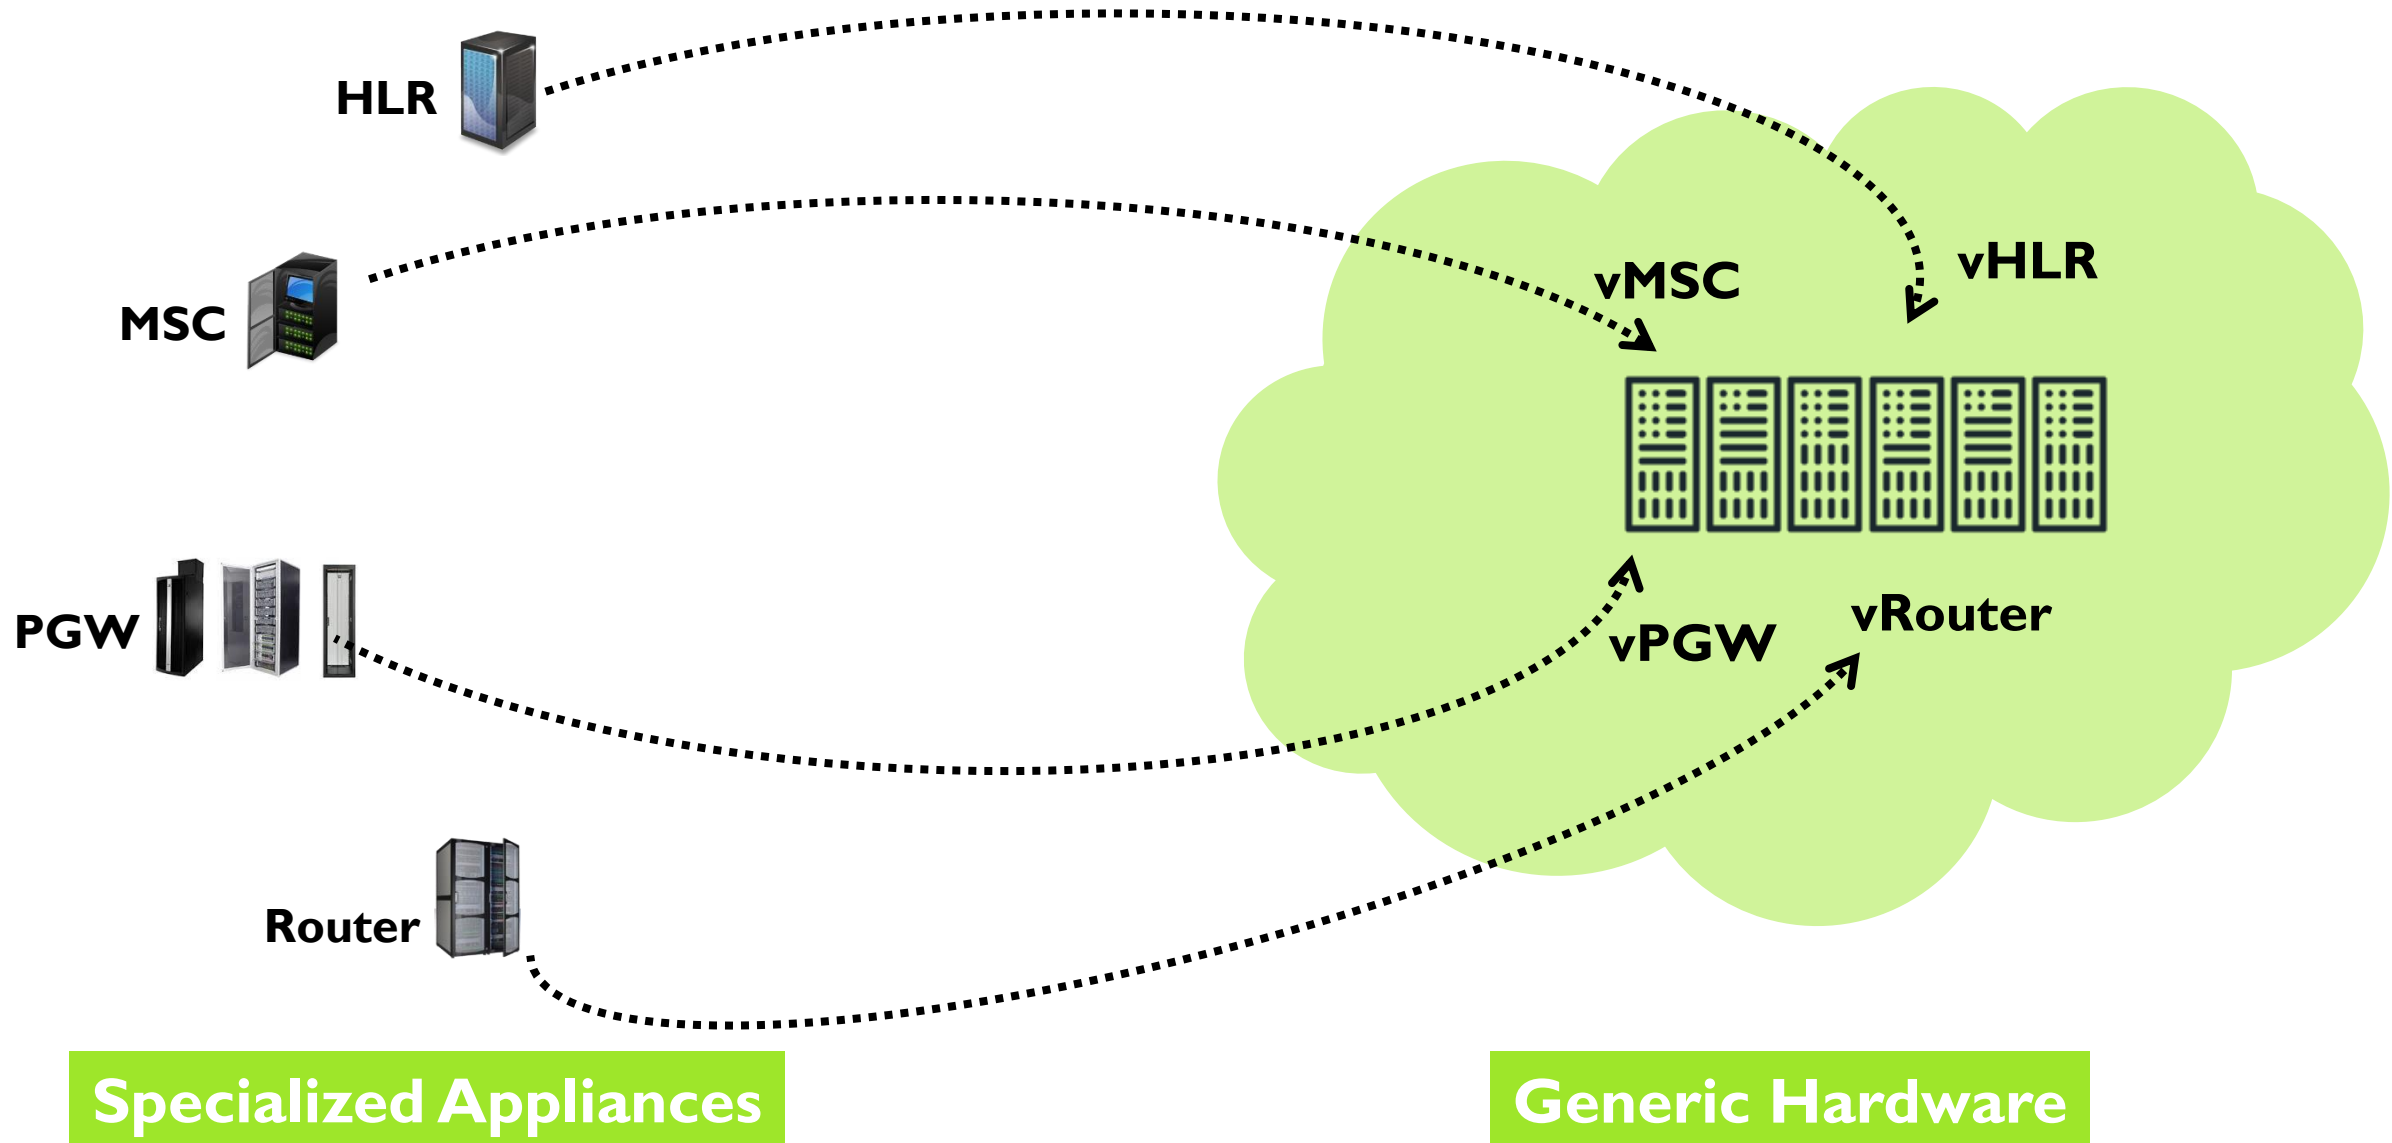 HLR
vHLR
vMSC
MSC
PGW
vRouter
vPGW
Router
Specialized Appliances
Generic Hardware